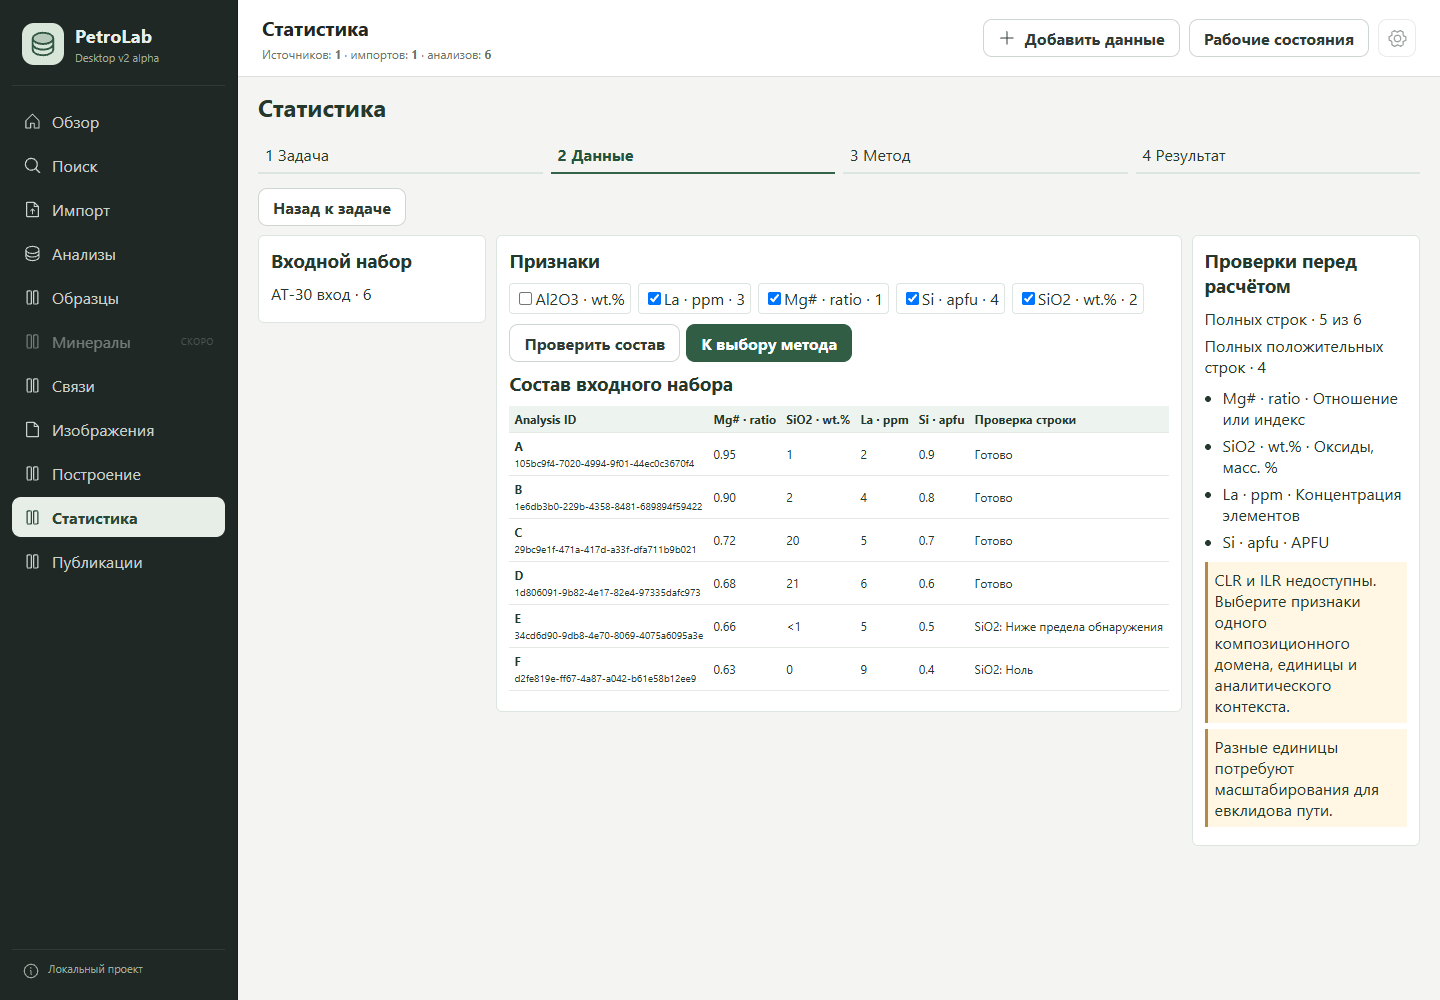 PetroLab
Desktop v2 alpha
Обзор
Поиск
Импорт
Анализы
Образцы
Минералы СКОРО
Связи
Изображения
Построение
Статистика
Публикации
Локальный проект
Статистика
Источников: 1 · импортов: 1 · анализов: 6
Добавить данные
Рабочие состояния
Статистика
1 Задача
2 Данные
3 Метод
4 Результат
Назад к задаче
Входной набор
АТ-30 вход · 6
Признаки
Al2O3 · wt.%
La · ppm · 3
Mg# · ratio · 1
Si · apfu · 4
SiO2 · wt.% · 2
Проверить состав
К выбору метода
Состав входного набора
Analysis ID Mg# · ratio SiO2 · wt.% La · ppm Si · apfu Проверка строки
A
105bc9f4-7020-4994-9f01-44ec0c3670f4 0.95 1 2 0.9 Готово
B
1e6db3b0-229b-4358-8481-689894f59422 0.90 2 4 0.8 Готово
C
29bc9e1f-471a-417d-a33f-dfa711b9b021 0.72 20 5 0.7 Готово
D
1d806091-9b82-4e17-82e4-97335dafc973 0.68 21 6 0.6 Готово
E
34cd6d90-9db8-4e70-8069-4075a6095a3e 0.66 <1 5 0.5 SiO2: Ниже предела обнаружения
F
d2fe819e-ff67-4a87-a042-b61e58b12ee9 0.63 0 9 0.4 SiO2: Ноль
Проверки перед
расчётом
Полных строк · 5 из 6
Полных положительных
строк · 4
Mg# · ratio · Отношение
или индекс
SiO2 · wt.% · Оксиды,
масс. %
La · ppm · Концентрация
элементов
Si · apfu · APFU
CLR и ILR недоступны.
Выберите признаки
одного
композиционного
домена, единицы и
аналитического
контекста.
Разные единицы
потребуют
масштабирования для
евклидова пути.